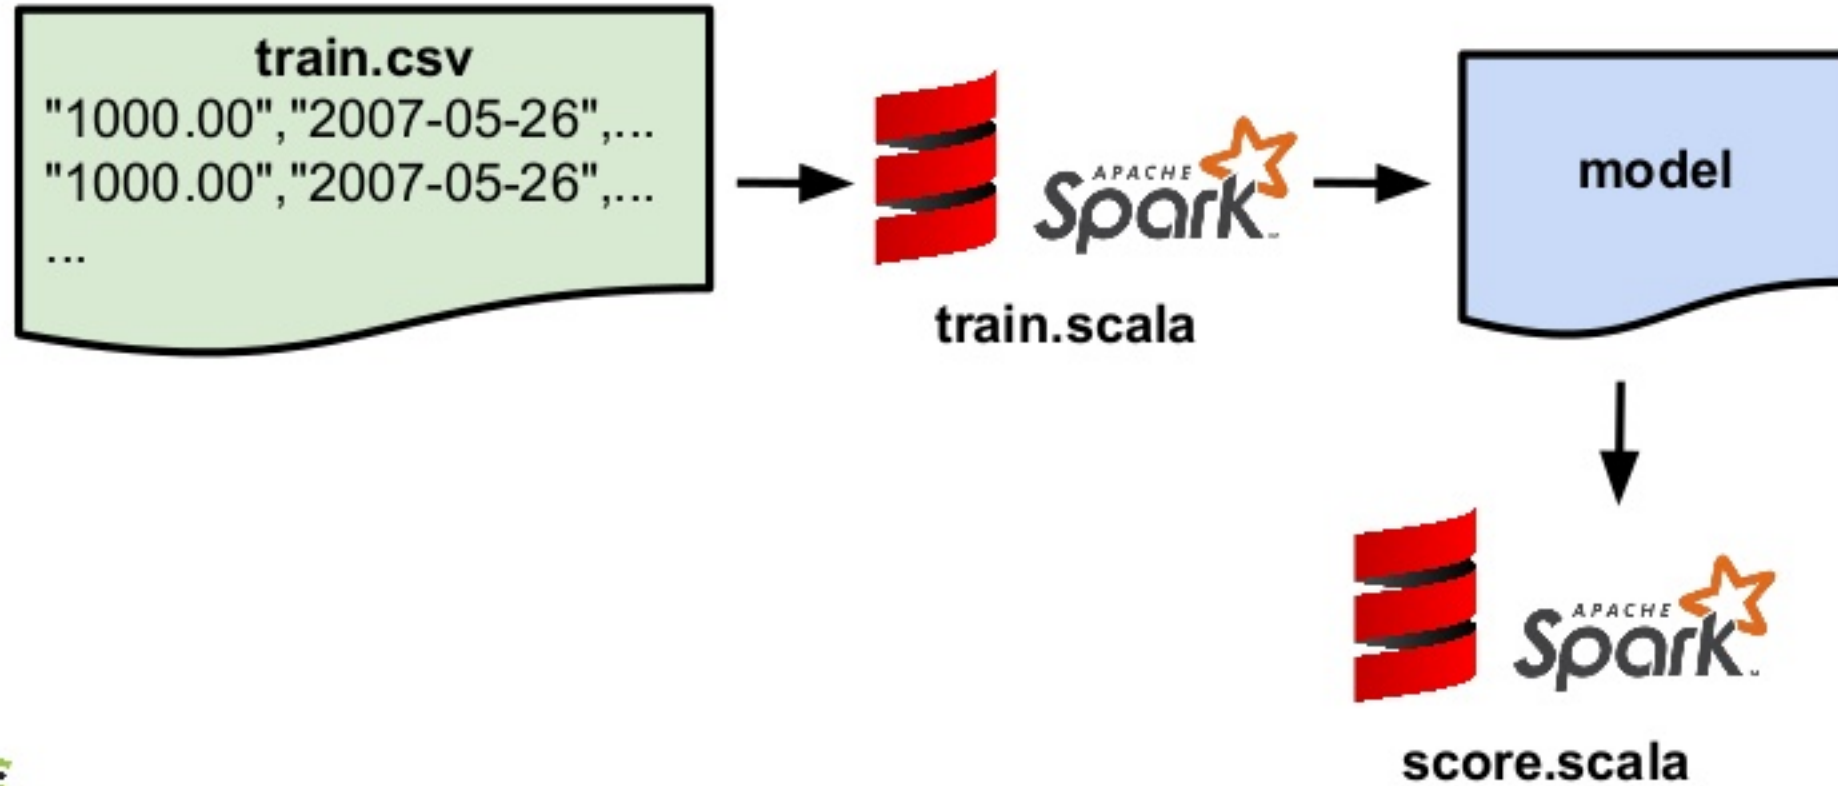 train.csv
"1000.00","2007-05-26",...
"1000.00","2007-05-26",...
...
APACHE
Spark
train.scala
model
APACHE
Spark
score.scala